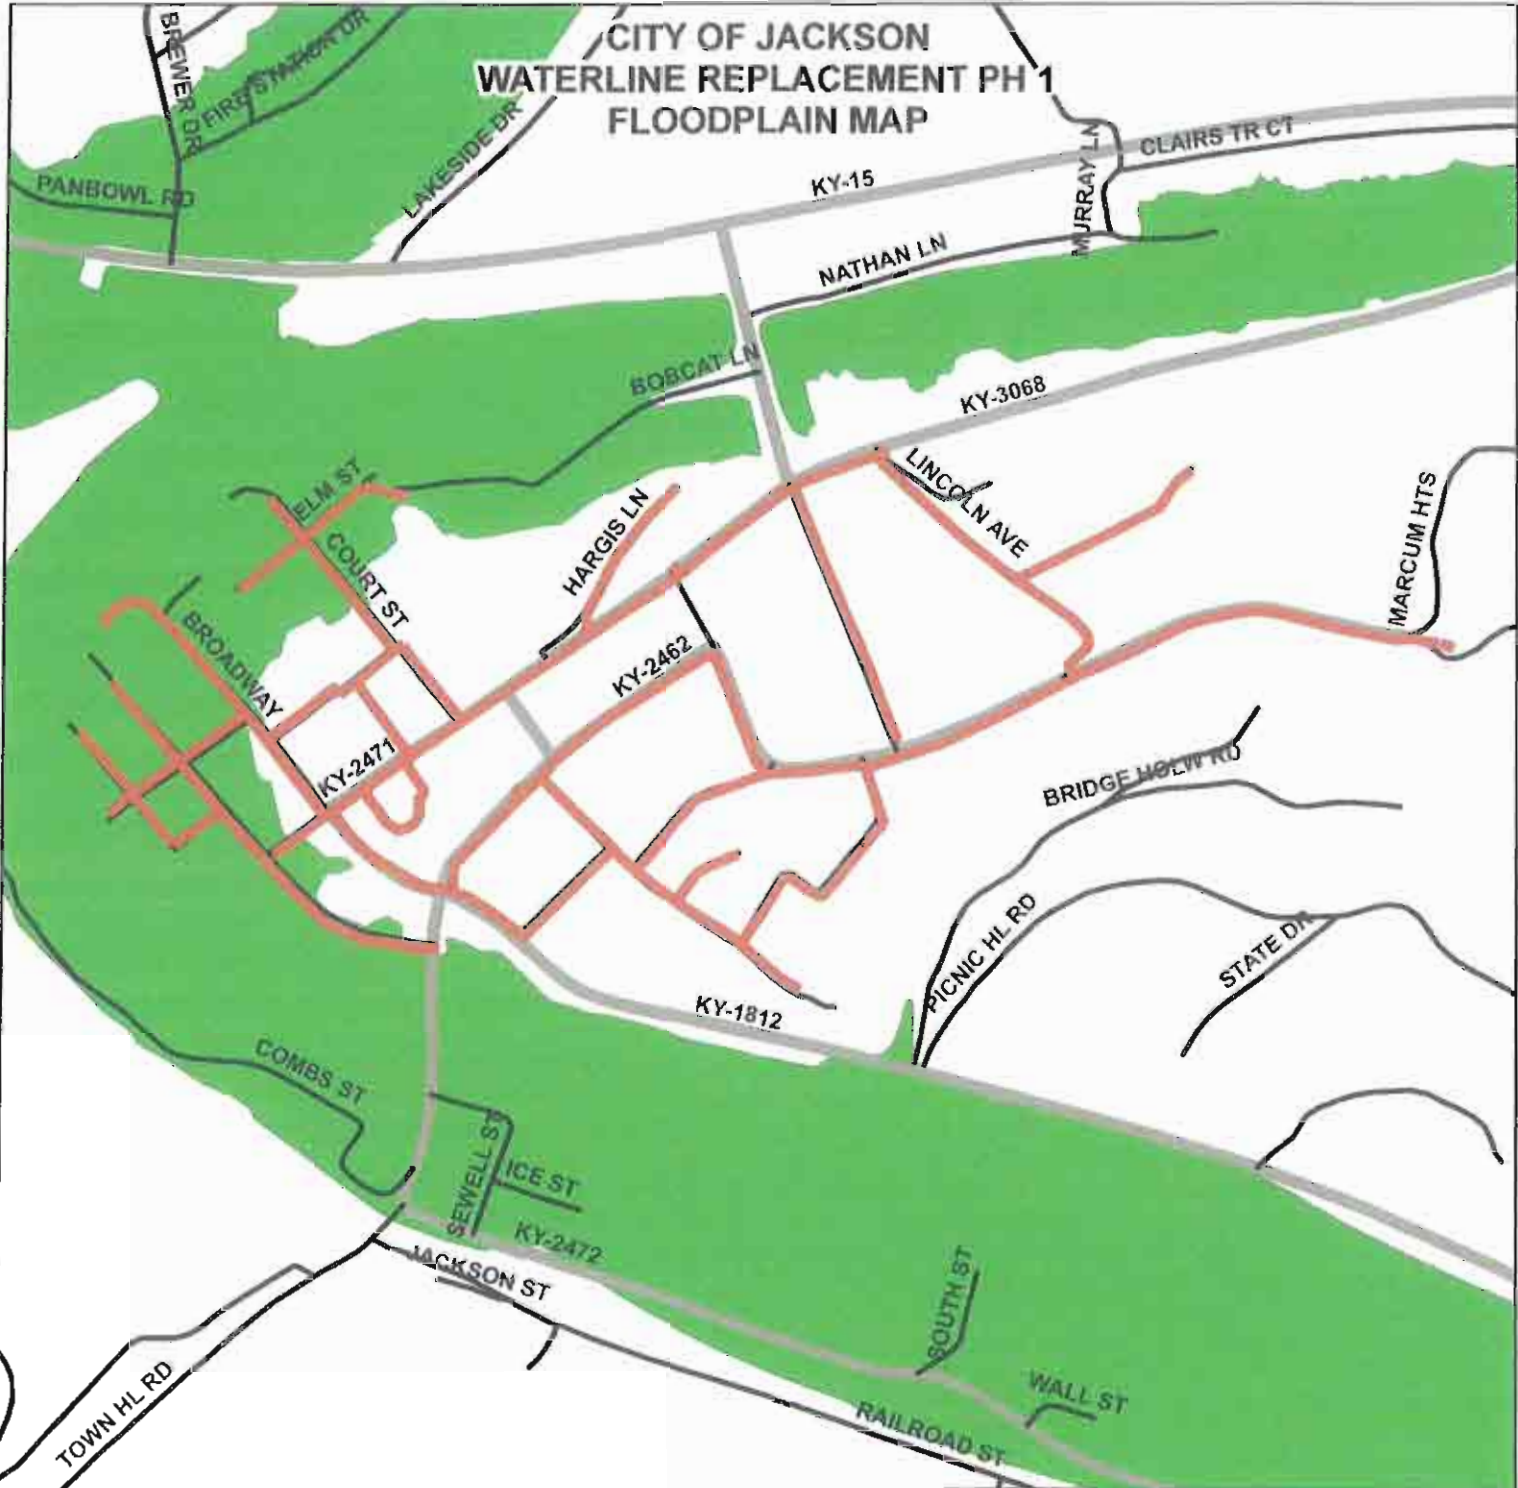 CITY OF JACKSON
WATERLINE REPLACEMENT PH 1
FLOODPLAIN MAP
BREWER DR
FIRE STATION DR
LAKESIDE DR
PANBOWL RD
KY-15
MURRAY LN
CLAIRS TR CT
NATHAN LN
BOBCAT LN
KY-3068
ELM ST
LINCOLN AVE
HARGIS LN
MARCUM HTS
COURT ST
BROADWAY
KY-2462
KY-2471
BRIDGE HOLW RD
PICNIC HL RD
STATE DR
KY-1812
COMBS ST
SEWELL ST
ICE ST
KY-2472
JACKSON ST
SOUTH ST
WALL ST
TOWN HL RD
RAILROAD ST